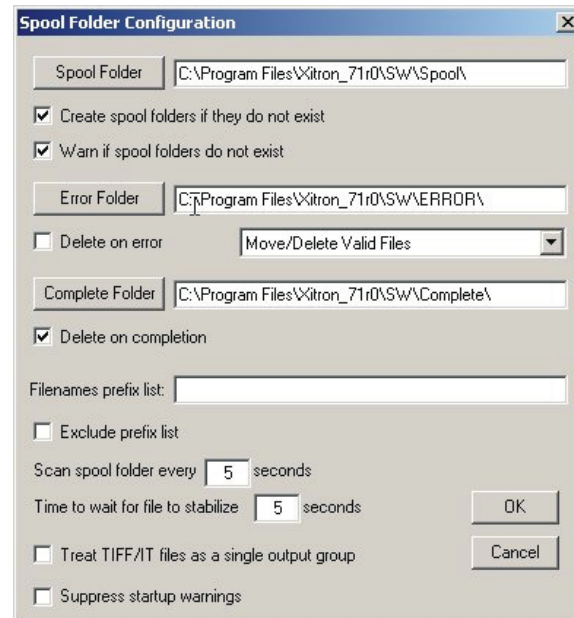 Spool Folder Configuration
Spool Folder C:\Program Files\Xitron_71r0\SW\Spool\
Create spool folders if they do not exist
Warn if spool folders do not exist
Error Folder C:\Program Files\Xitron_71r0\SW\ERROR\
Delete on error Move/Delete Valid Files
Complete Folder C:\Program Files\Xitron_71r0\SW\Complete\
Delete on completion
Filenames prefix list:
Exclude prefix list
Scan spool folder every 5 seconds
Time to wait for file to stabilize 5 seconds OK
Treat TIFF/IT files as a single output group Cancel
Suppress startup warnings